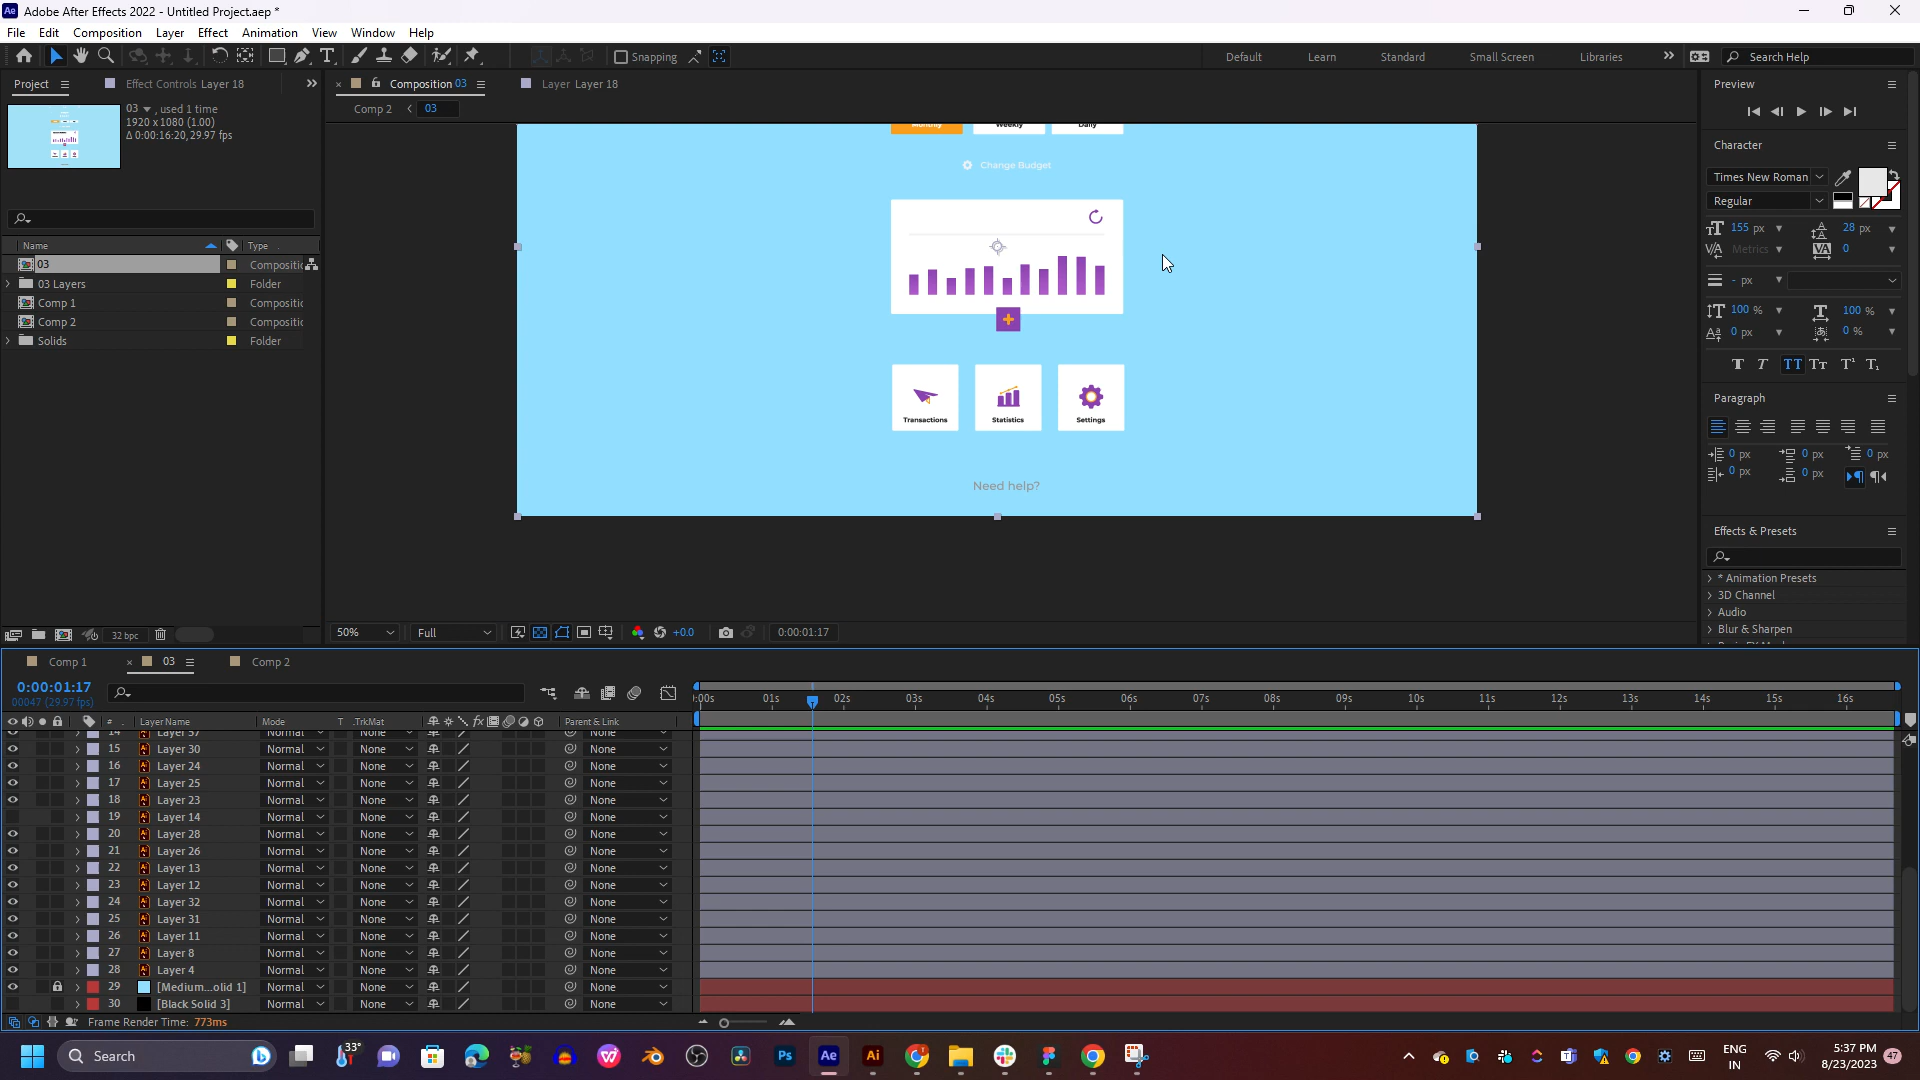 Adobe After Effects 2022 - Untitled Project.aep *
File Edit Composition Layer Effect Animation View Window Help
Snapping
Default Learn Standard Small Screen Libraries Search Help
Project Effect Controls Layer 18
Composition 03 Layer Layer 18
Comp 2 < 03
03 , used 1 time
1920 x 1080 (1.00)
Δ 0:00:16:20, 29.97 fps
Name Type
03 Compositic
03 Layers Folder
Comp 1 Compositic
Comp 2 Compositic
Solids Folder
32 bpc
Monthly Weekly Daily
Change Budget
Transactions Statistics Settings
Need help?
50% Full +0.0 0:00:01:17
Preview
Character
Times New Roman
Regular
155 px 28 px
Metrics 0
- px
100 % 100 %
0 px 0 %
Paragraph
0 px 0 px 0 px
0 px 0 px
Effects & Presets
* Animation Presets
3D Channel
Audio
Blur & Sharpen
Comp 1 03 Comp 2
0:00:01:17
00047 (29.97 fps)
:00s 01s 02s 03s 04s 05s 06s 07s 08s 09s 10s 11s 12s 13s 14s 15s 16s
# Layer Name Mode T .TrkMat fx Parent & Link
14 Layer 37 Normal None None
15 Layer 30 Normal None None
16 Layer 24 Normal None None
17 Layer 25 Normal None None
18 Layer 23 Normal None None
19 Layer 14 Normal None None
20 Layer 28 Normal None None
21 Layer 26 Normal None None
22 Layer 13 Normal None None
23 Layer 12 Normal None None
24 Layer 32 Normal None None
25 Layer 31 Normal None None
26 Layer 11 Normal None None
27 Layer 8 Normal None None
28 Layer 4 Normal None None
29 [Medium...olid 1] Normal None None
30 [Black Solid 3] Normal None None
Frame Render Time: 773ms
Search
33°
Ps Ae Ai
ENG
IN
5:37 PM
8/23/2023
47